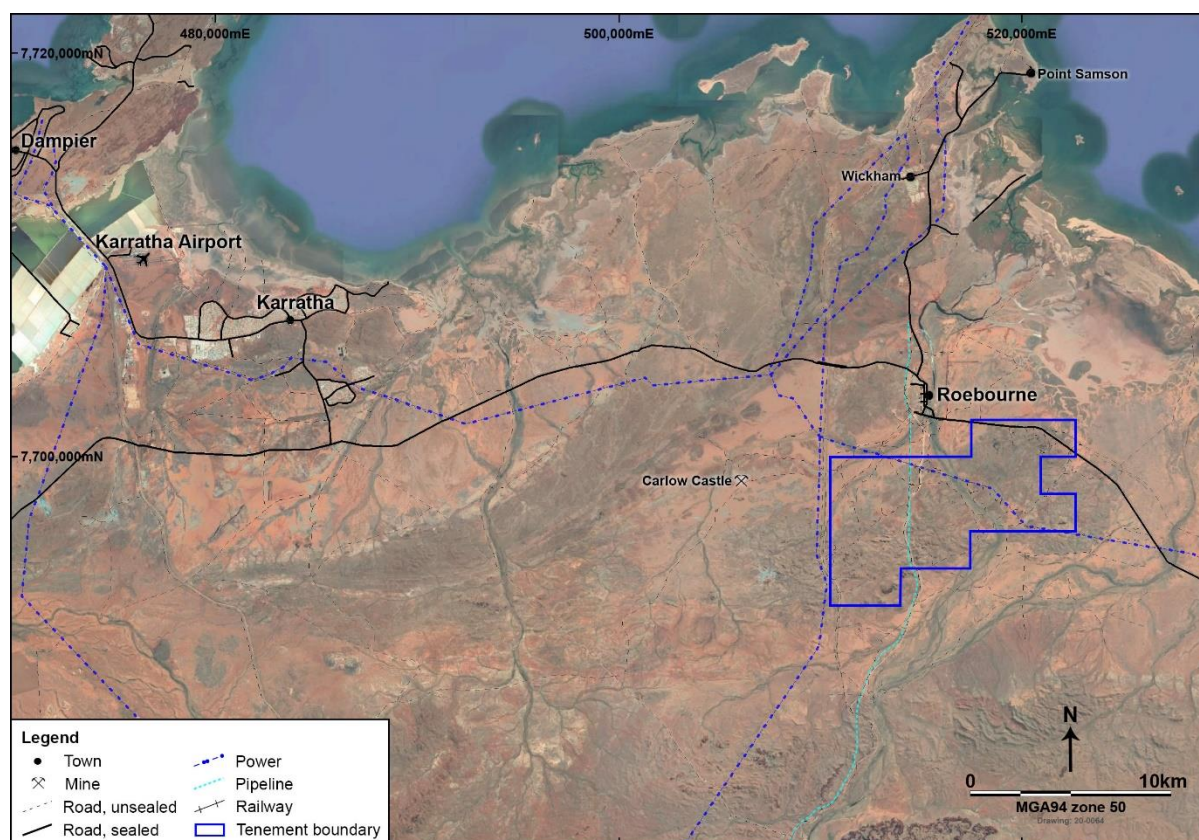 480,000mE
500,000mE
520,000mE
7,720,000mN
Point Samson
Dampier
Wickham
Karratha Airport
Karratha
Roebourne
7,700,000mN
Carlow Castle
Legend
Town
Mine
Road, unsealed
Road, sealed
Power
Pipeline
Railway
Tenement boundary
N
0 10km
MGA94 zone 50
Drawing: 20-0064